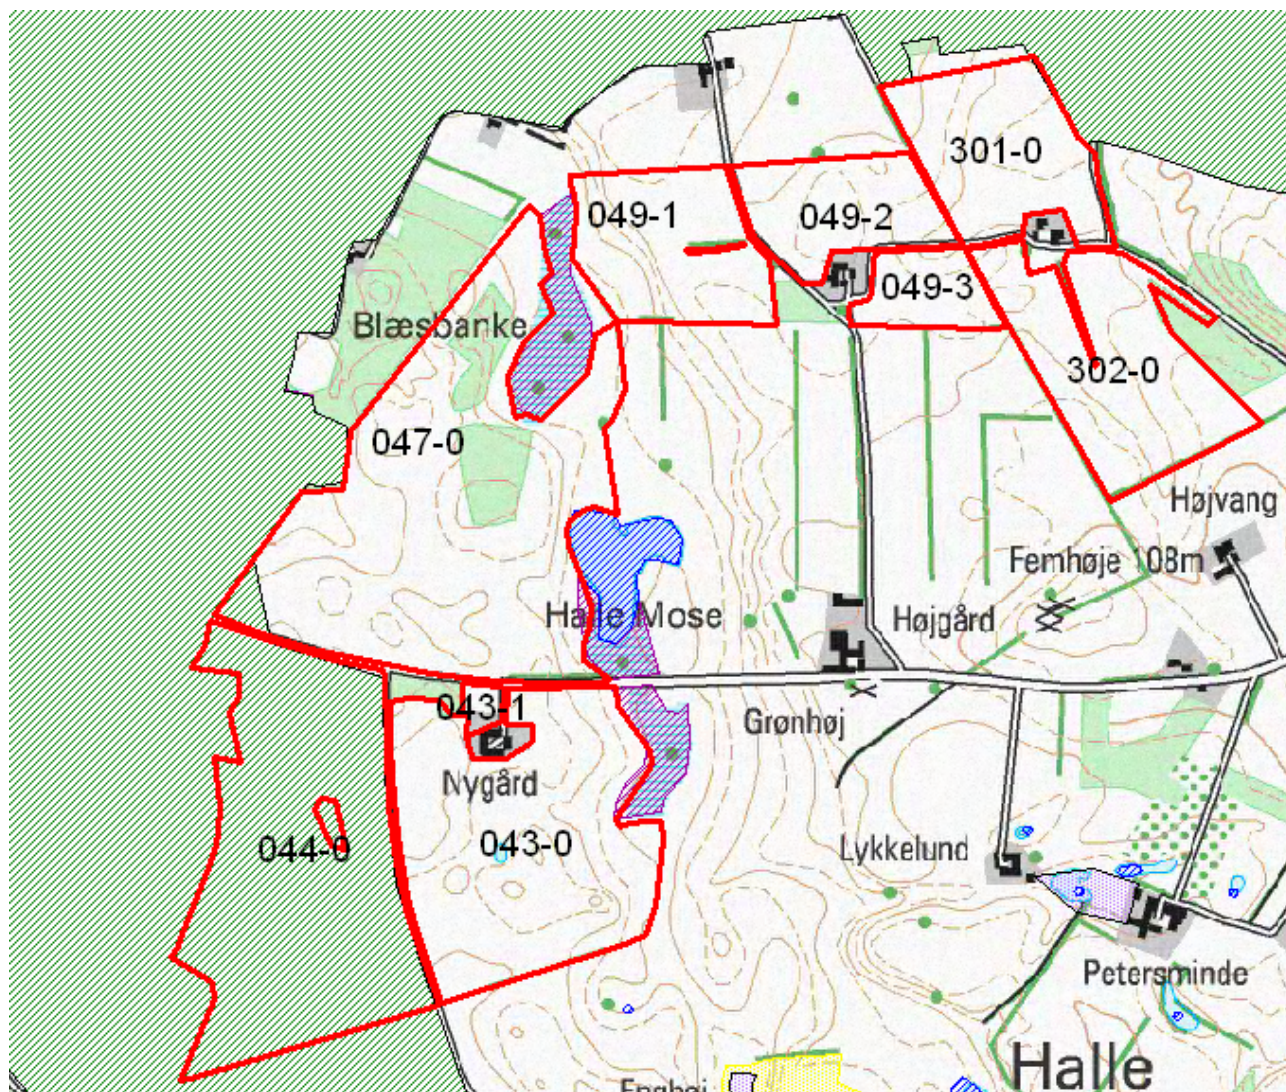 301-0
049-1
049-2
049-3
Blæsbanke
302-0
047-0
Højvang
Femhøje 108m
Halle Mose
Højgård
043-1
Grønhøj
Nygård
044-0
043-0
Lykkelund
Petersminde
Halle